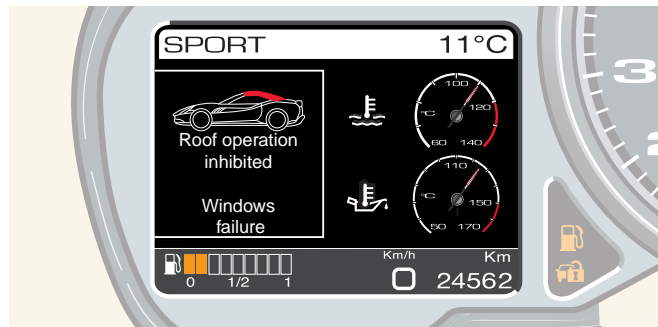 SPORT 11°C
Roof operation
inhibited
Windows
failure
100
120
°C
60 140
110
150
°C
50 170
0 1/2 1
Km/h
0
Km
24562
3
2